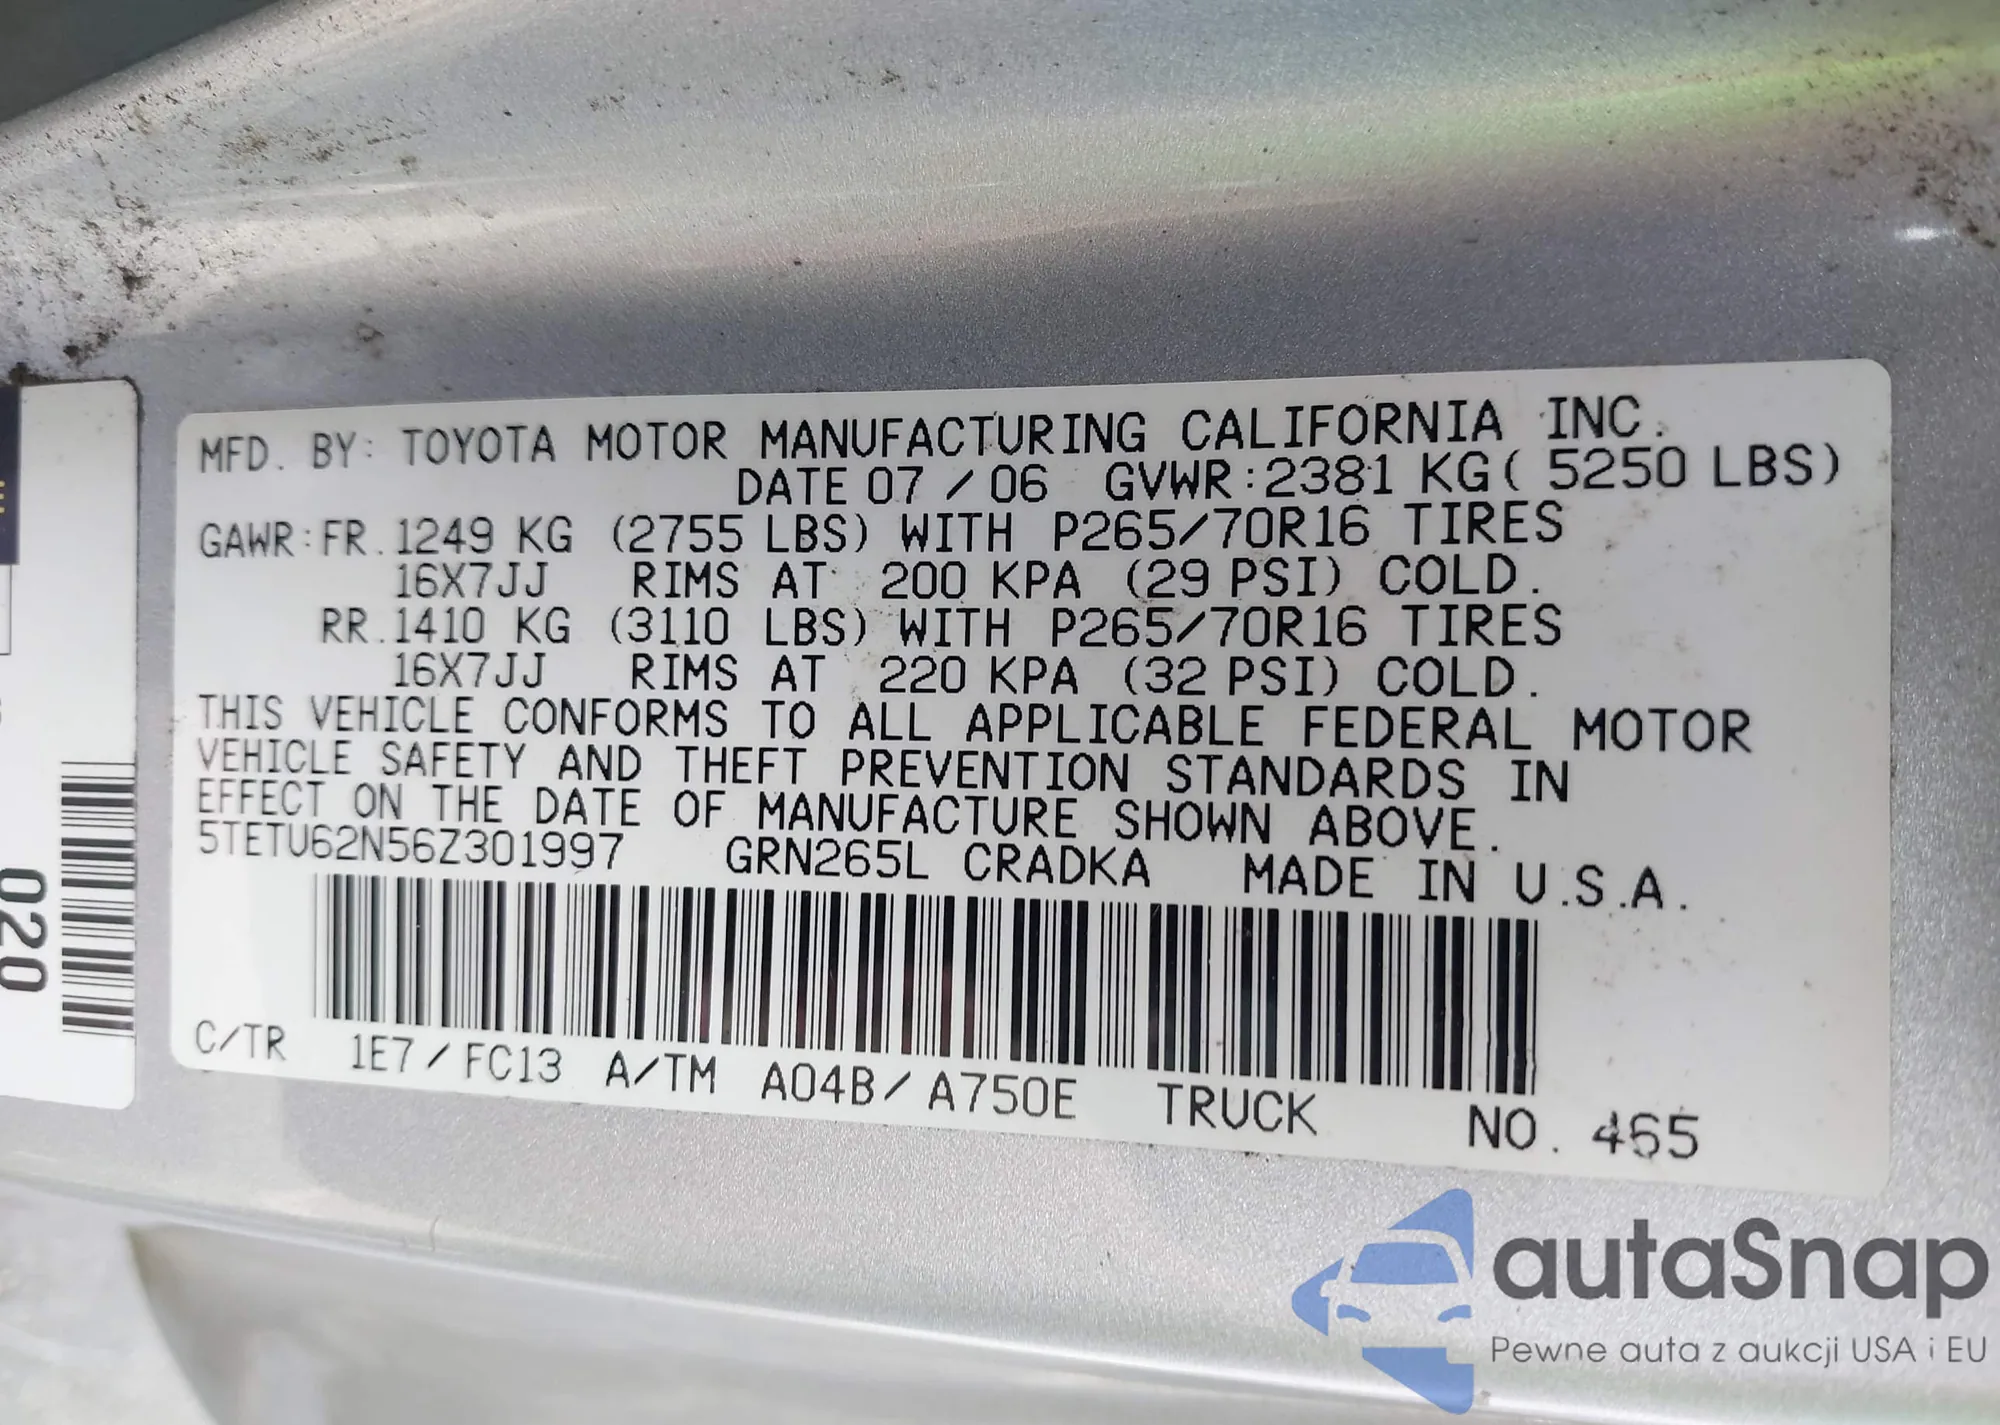 MFD. BY: TOYOTA MOTOR MANUFACTURING CALIFORNIA INC.
DATE 07 / 06 GVWR:2381 KG( 5250 LBS)
GAWR:FR.1249 KG (2755 LBS) WITH P265/70R16 TIRES
16X7JJ RIMS AT 200 KPA (29 PSI) COLD.
RR.1410 KG (3110 LBS) WITH P265/70R16 TIRES
16X7JJ RIMS AT 220 KPA (32 PSI) COLD.
THIS VEHICLE CONFORMS TO ALL APPLICABLE FEDERAL MOTOR
VEHICLE SAFETY AND THEFT PREVENTION STANDARDS IN
EFFECT ON THE DATE OF MANUFACTURE SHOWN ABOVE.
5TETU62N56Z301997 GRN265L CRADKA MADE IN U.S.A.
C/TR 1E7/FC13 A/TM A04B/A750E TRUCK NO. 465
020
autaSnap
Pewne auta z aukcji USA i EU